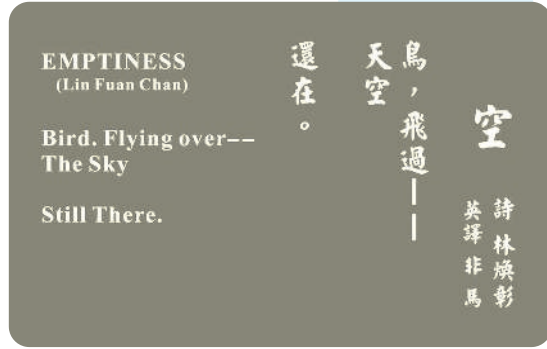 EMPTINESS
(Lin Fuan Chan)
Bird. Flying over--
The Sky
Still There.
空
詩 林煥彰
英譯 非馬
鳥，飛過——
天空
還在。